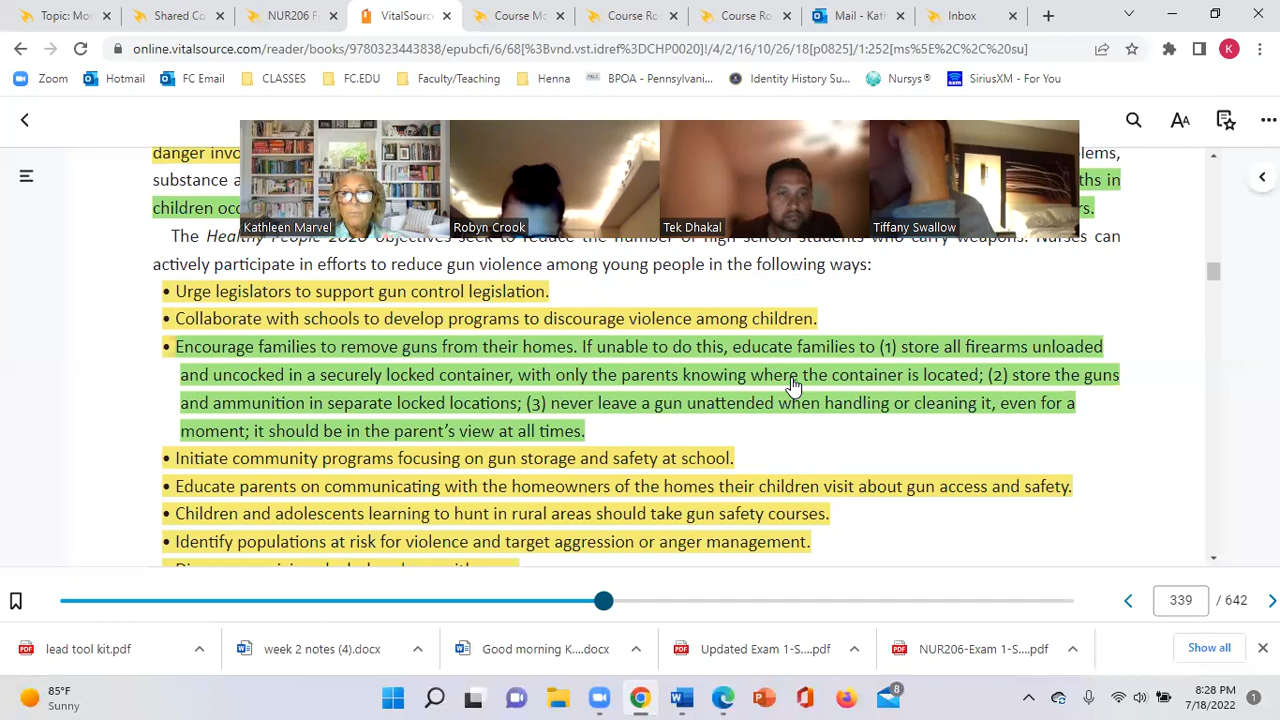 Topic: Mon
Shared Co
NUR206 F
VitalSource
Course Mo
Course Ro
Course Ro
Mail - Kath
Inbox
online.vitalsource.com/reader/books/9780323443838/epubcfi/6/68[%3Bvnd.vst.idref%3DCHP0020]!/4/2/16/10/26/18[p0825]/1:252[ms%5E%2C%2C%20su]
K
Zoom
Hotmail
FC Email
CLASSES
FC.EDU
Faculty/Teaching
Henna
BPOA - Pennsylvani...
Identity History Su...
Nursys®
SiriusXM - For You
danger invo
lems,
substance a
ths in
children occ
rs.
Kathleen Marvel
Robyn Crook
Tek Dhakal
Tiffany Swallow
The Healthy People 2020 objectives seek to reduce the number of high school students who carry weapons. Nurses can
actively participate in efforts to reduce gun violence among young people in the following ways:
• Urge legislators to support gun control legislation.
• Collaborate with schools to develop programs to discourage violence among children.
• Encourage families to remove guns from their homes. If unable to do this, educate families to (1) store all firearms unloaded
and uncocked in a securely locked container, with only the parents knowing where the container is located; (2) store the guns
and ammunition in separate locked locations; (3) never leave a gun unattended when handling or cleaning it, even for a
moment; it should be in the parent's view at all times.
• Initiate community programs focusing on gun storage and safety at school.
• Educate parents on communicating with the homeowners of the homes their children visit about gun access and safety.
• Children and adolescents learning to hunt in rural areas should take gun safety courses.
• Identify populations at risk for violence and target aggression or anger management.
339 / 642
lead tool kit.pdf
week 2 notes (4).docx
Good morning K....docx
Updated Exam 1-S....pdf
NUR206-Exam 1-S....pdf
Show all
85°F
Sunny
8
8:28 PM
7/18/2022
1